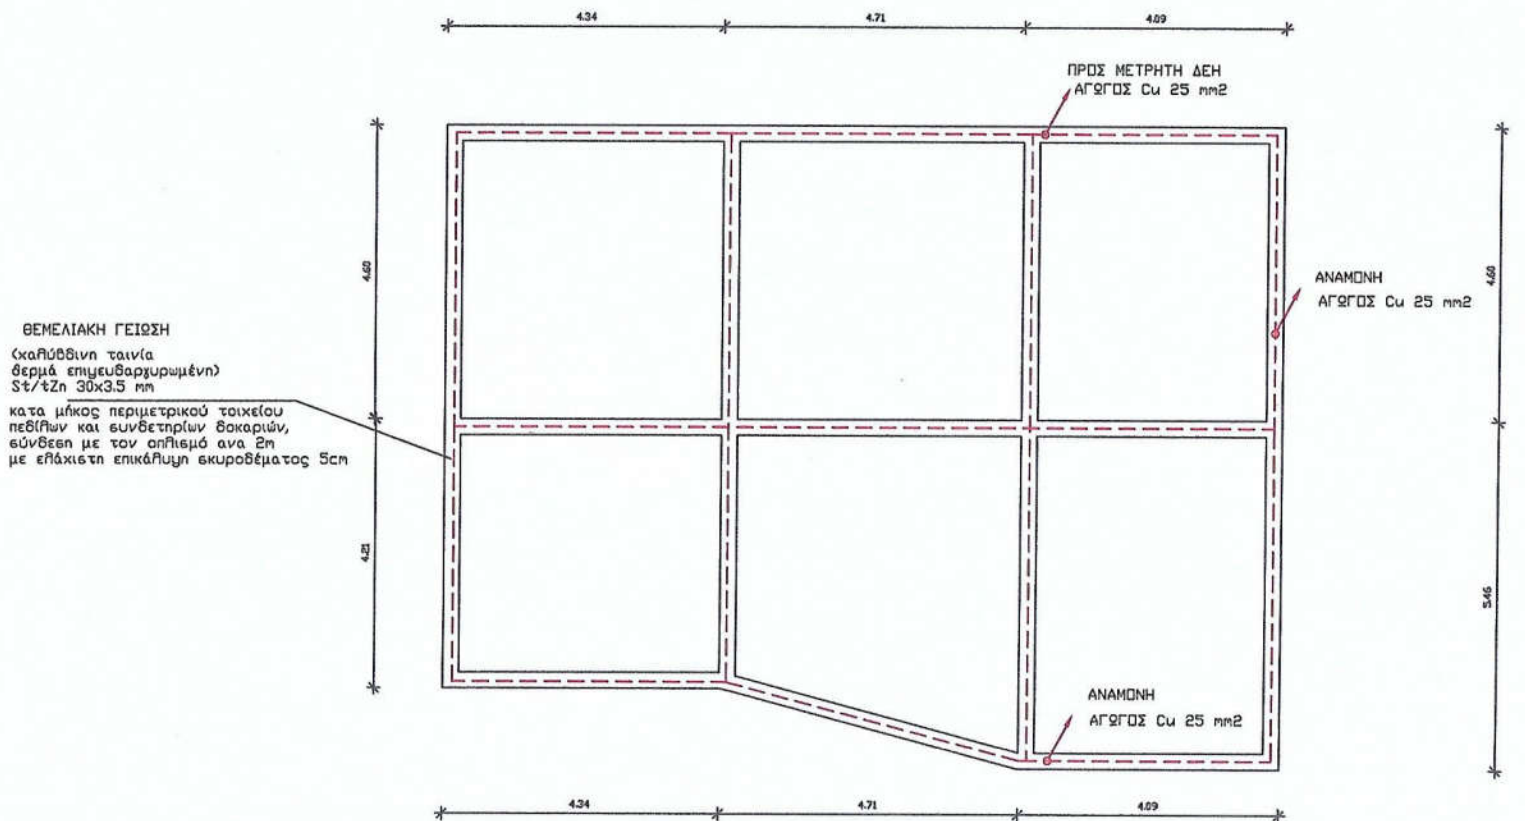 4.34
4.71
4.09
ΠΡΟΣ ΜΕΤΡΗΤΗ ΔΕΗ
ΑΓΩΓΟΣ Cu 25 mm2
4.60
4.60
ΑΝΑΜΟΝΗ
ΑΓΩΓΟΣ Cu 25 mm2
ΘΕΜΕΛΙΑΚΗ ΓΕΙΩΣΗ
(χαλύβδινη ταινία
θερμά επιψευδαργυρωμένη)
St/tZn 30x3.5 mm
κατα μήκος περιμετρικού τοιχείου
πεδίλων και συνδετηρίων δοκαριών,
σύνδεση με τον οπλισμό ανα 2m
με ελάχιστη επικάλυψη σκυροδέματος 5cm
4.21
5.46
ΑΝΑΜΟΝΗ
ΑΓΩΓΟΣ Cu 25 mm2
4.34
4.71
4.09